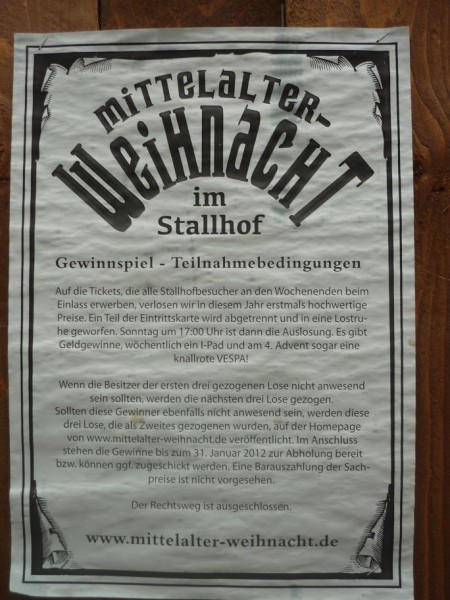 mittelalter-
Weihnacht
im
Stallhof
Gewinnspiel - Teilnahmebedingungen
Auf die Tickets, die alle Stallhofbesucher an den Wochenenden beim
Einlass erwerben, verlosen wir in diesem Jahr erstmals hochwertige
Preise. Ein Teil der Eintrittskarte wird abgetrennt und in eine Lostru-
he geworfen. Sonntag um 17:00 Uhr ist dann die Auslosung. Es gibt
Geldgewinne, wöchentlich ein I-Pad und am 4. Advent sogar eine
knallrote VESPA!
Wenn die Besitzer der ersten drei gezogenen Lose nicht anwesend
sein sollten, werden die nächsten drei Lose gezogen.
Sollten diese Gewinner ebenfalls nicht anwesend sein, werden diese
drei Lose, die als Zweites gezogenen wurden, auf der Homepage
von www.mittelalter-weihnacht.de veröffentlicht. Im Anschluss
stehen die Gewinne bis zum 31. Januar 2012 zur Abholung bereit
bzw. können ggf. zugeschickt werden. Eine Barauszahlung der Sach-
preise ist nicht vorgesehen.
Der Rechtsweg ist ausgeschlossen.
www.mittelalter-weihnacht.de